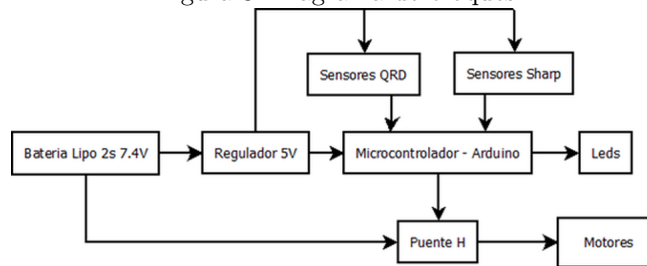 Sensores QRD
Sensores Sharp
Bateria Lipo 2s 7.4V
Regulador 5V
Microcontrolador - Arduino
Leds
Puente H
Motores